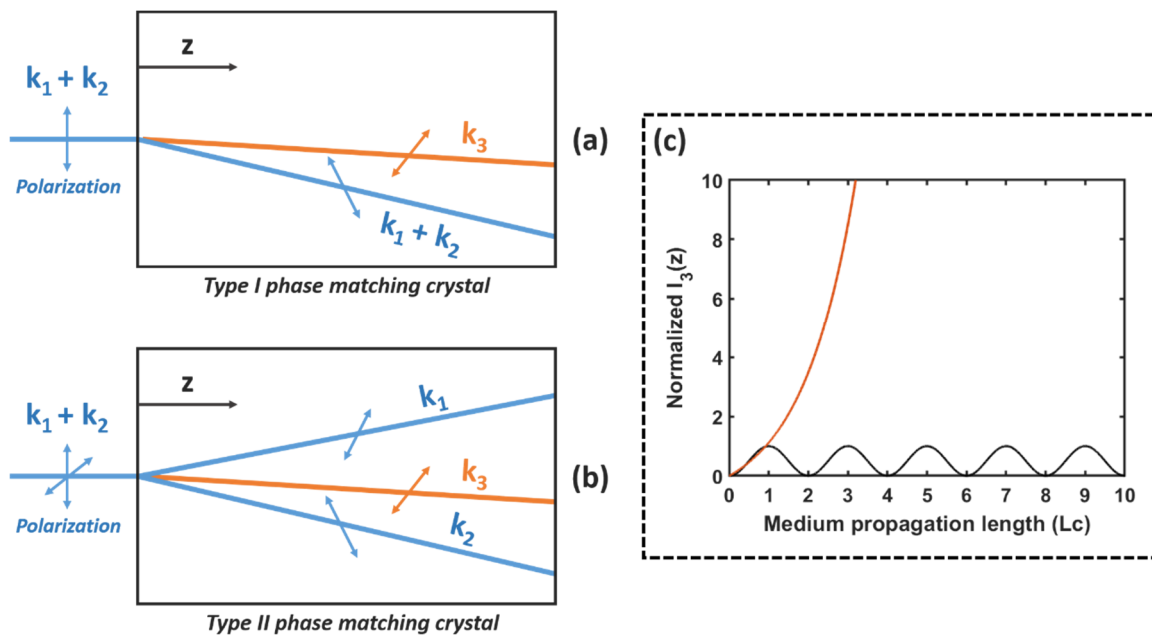 z
k₁ + k₂
Polarization
k₃
k₁ + k₂
(a)
Type I phase matching crystal
z
k₁ + k₂
Polarization
k₁
k₃
k₂
(b)
Type II phase matching crystal
(c)
Normalized I₃(z)
10
8
6
4
2
0
0 1 2 3 4 5 6 7 8 9 10
Medium propagation length (Lc)